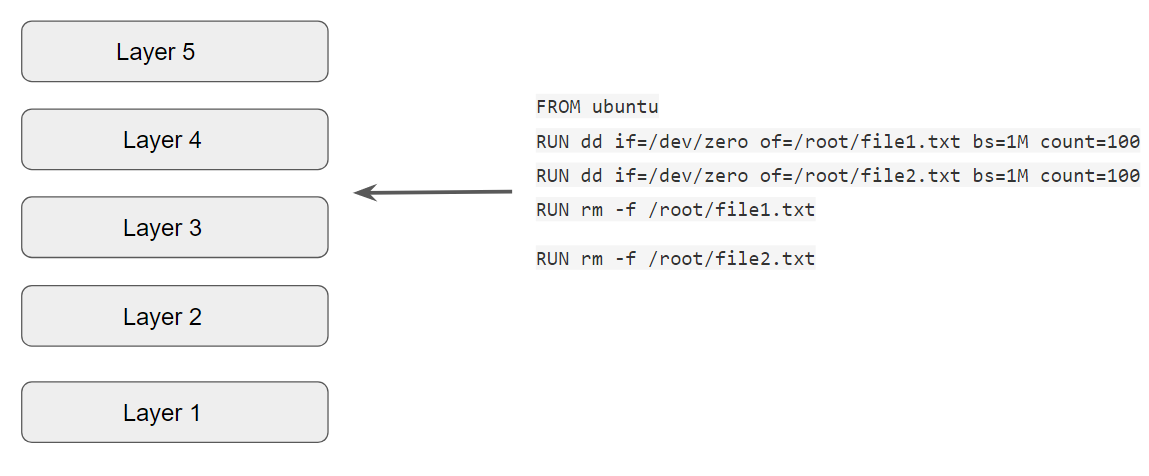 Layer 5
Layer 4
Layer 3
Layer 2
Layer 1
FROM ubuntu
RUN dd if=/dev/zero of=/root/file1.txt bs=1M count=100
RUN dd if=/dev/zero of=/root/file2.txt bs=1M count=100
RUN rm -f /root/file1.txt
RUN rm -f /root/file2.txt